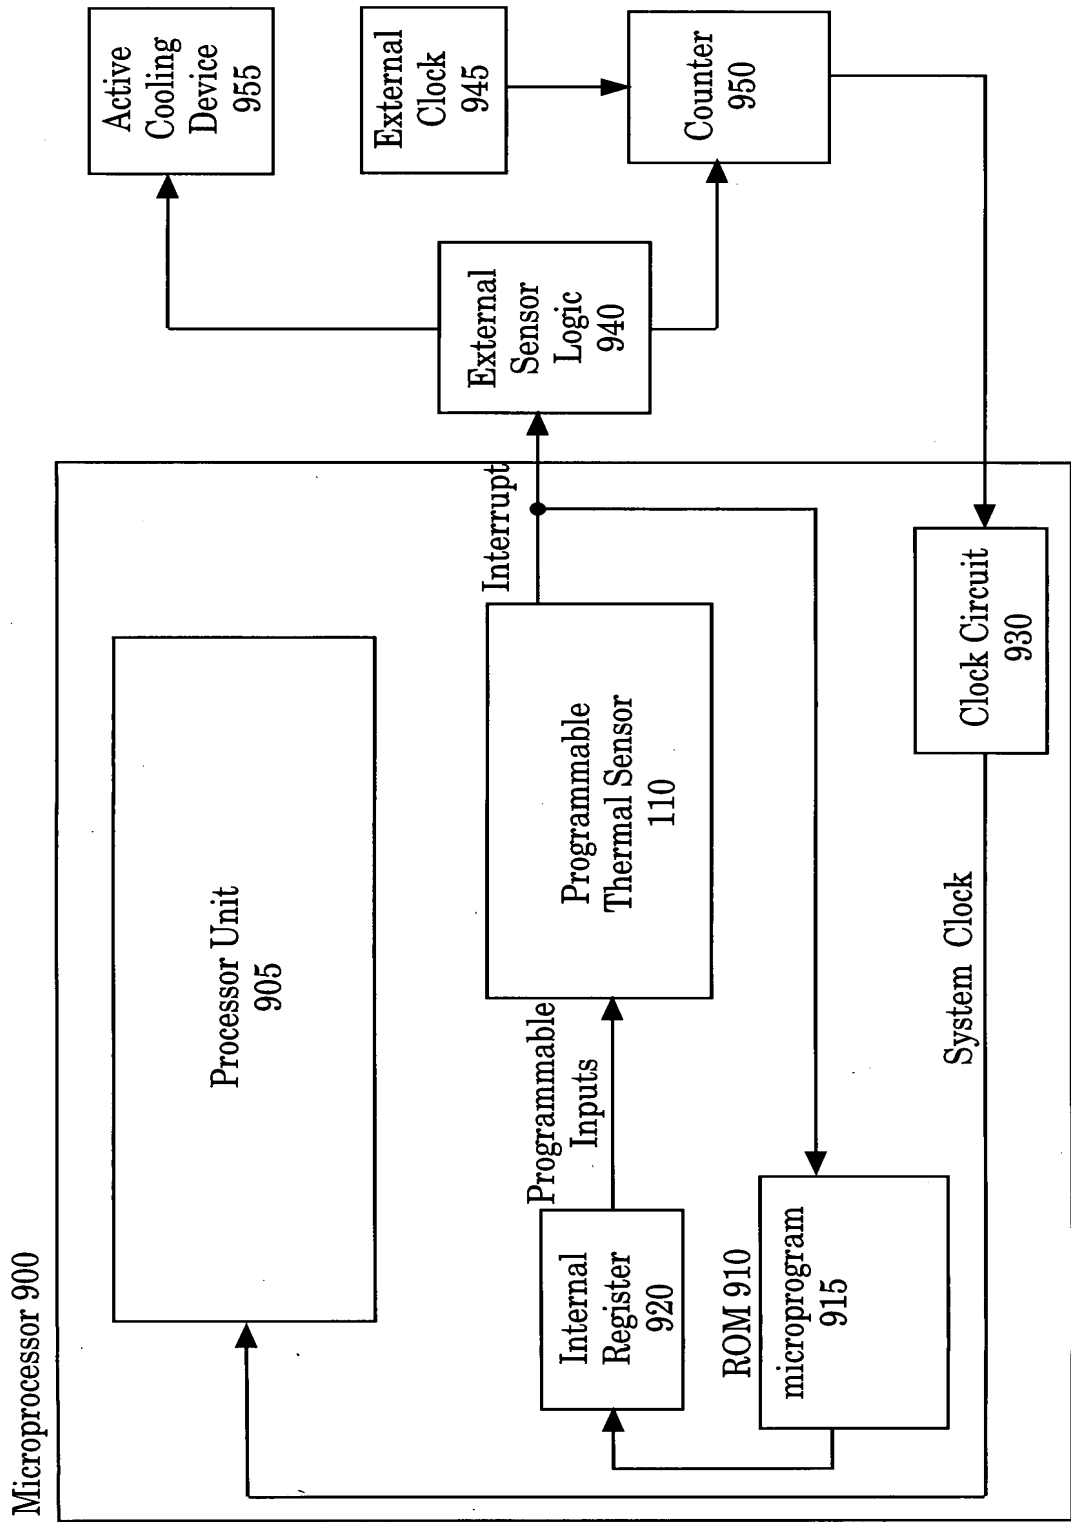 Microprocessor 900
Processor Unit
905
Internal
Register
920
Programmable
Inputs
Programmable
Thermal Sensor
110
Interrupt
ROM 910
microprogram
915
System Clock
Clock Circuit
930
External
Sensor
Logic
940
Active
Cooling
Device
955
External
Clock
945
Counter
950